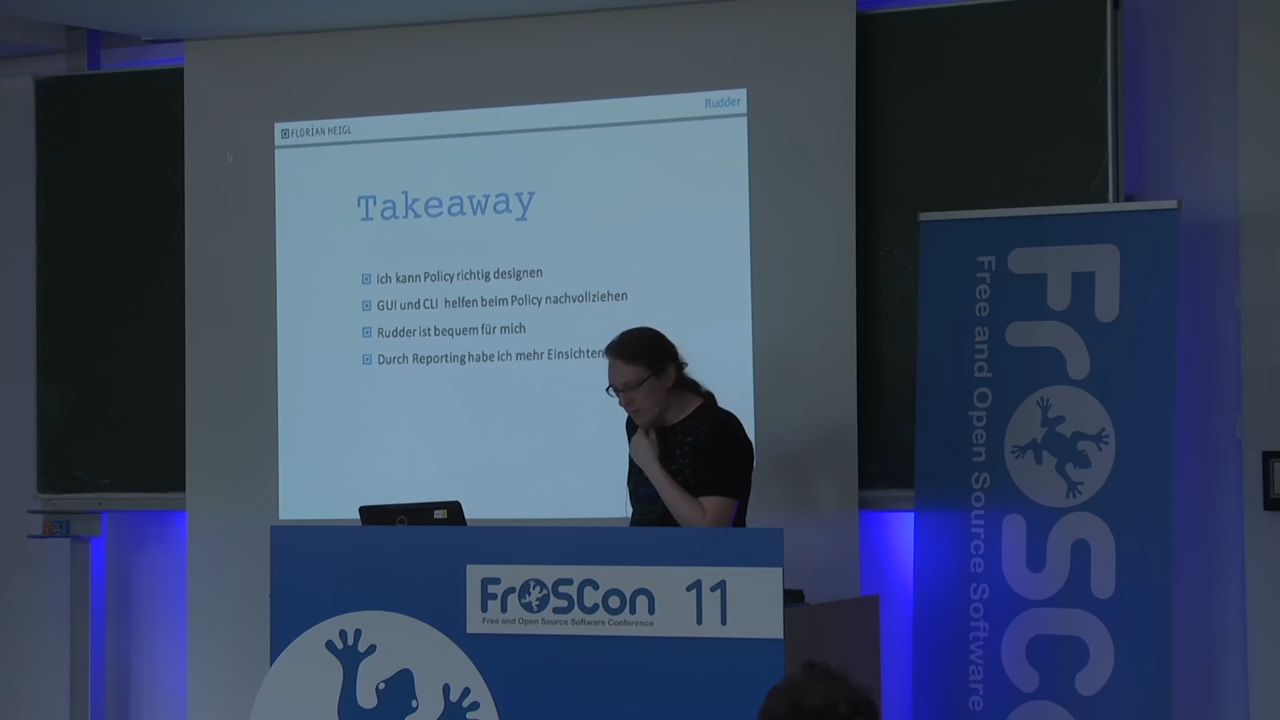 FLORIAN HEIGL
Rudder
Takeaway
Ich kann Policy richtig designen
GUI und CLI helfen beim Policy nachvollziehen
Rudder ist bequem für mich
Durch Reporting habe ich mehr Einsichten
FrOSCon 11
Free and Open Source Software Conference
FrOSCo
Free and Open Source Software